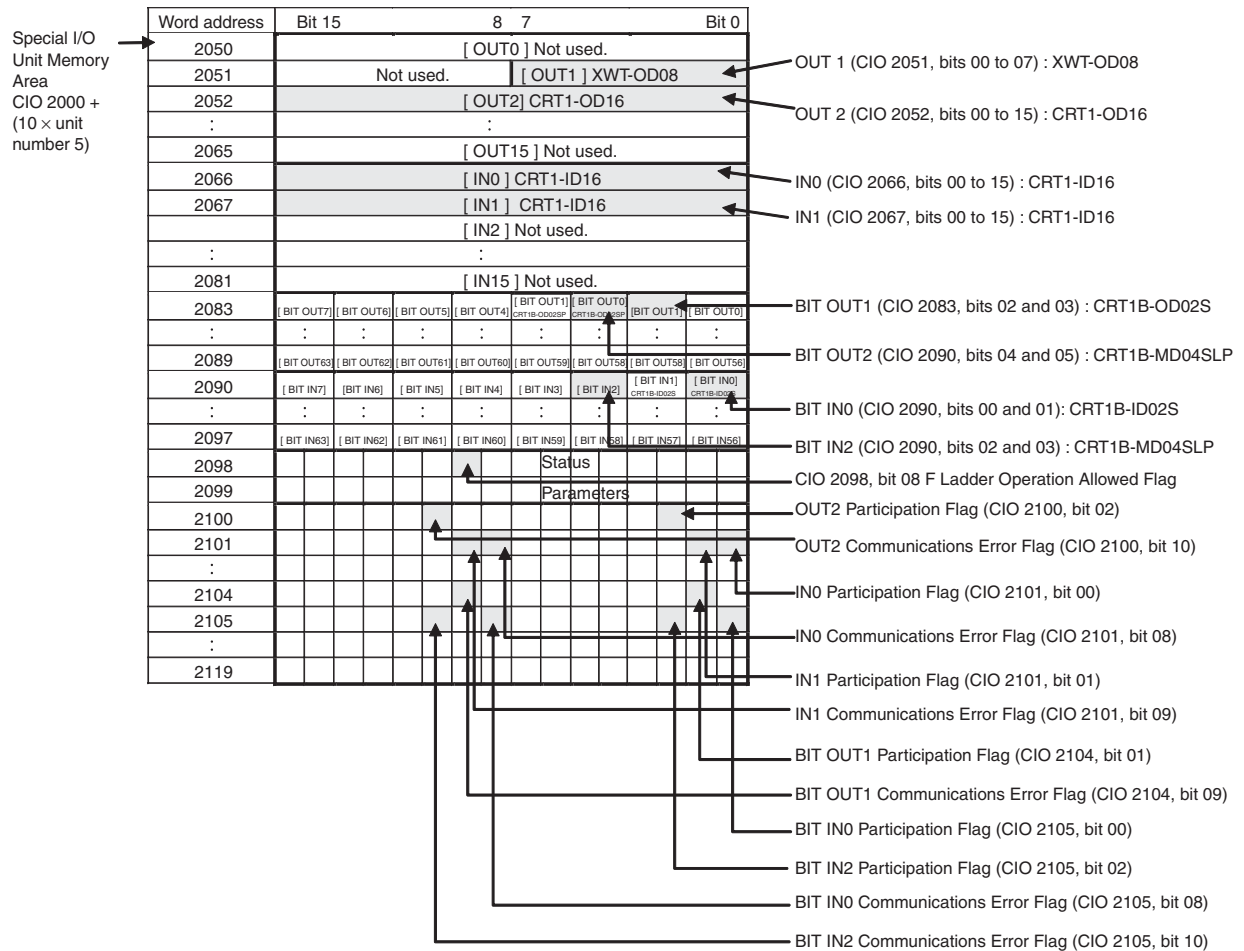 Special I/O
Unit Memory
Area
CIO 2000 +
(10 × unit
number 5)
Word address Bit 15 8 7 Bit 0
2050 [ OUT0 ] Not used.
2051 Not used. [ OUT1 ] XWT-OD08
2052 [ OUT2] CRT1-OD16
: :
2065 [ OUT15 ] Not used.
2066 [ IN0 ] CRT1-ID16
2067 [ IN1 ] CRT1-ID16
[ IN2 ] Not used.
: :
2081 [ IN15 ] Not used.
2083 [ BIT OUT7] [ BIT OUT6] [ BIT OUT5] [ BIT OUT4] [ BIT OUT1] CRT1B-OD02SP [ BIT OUT0] CRT1B-OD02SP [BIT OUT1] [ BIT OUT0]
: : : : : : : : :
2089 [ BIT OUT63] [ BIT OUT62] [ BIT OUT61] [ BIT OUT60] [ BIT OUT59] [ BIT OUT58] [ BIT OUT58] [ BIT OUT56]
2090 [ BIT IN7] [BIT IN6] [ BIT IN5] [ BIT IN4] [ BIT IN3] [ BIT IN2] [ BIT IN1] CRT1B-ID02S [ BIT IN0] CRT1B-ID02S
: : : : : : : : :
2097 [ BIT IN63] [ BIT IN62] [ BIT IN61] [ BIT IN60] [ BIT IN59] [ BIT IN58] [ BIT IN57] [ BIT IN56]
2098 Status
2099 Parameters
2100
2101
:
2104
2105
:
2119
OUT 1 (CIO 2051, bits 00 to 07) : XWT-OD08
OUT 2 (CIO 2052, bits 00 to 15) : CRT1-OD16
IN0 (CIO 2066, bits 00 to 15) : CRT1-ID16
IN1 (CIO 2067, bits 00 to 15) : CRT1-ID16
BIT OUT1 (CIO 2083, bits 02 and 03) : CRT1B-OD02S
BIT OUT2 (CIO 2090, bits 04 and 05) : CRT1B-MD04SLP
BIT IN0 (CIO 2090, bits 00 and 01): CRT1B-ID02S
BIT IN2 (CIO 2090, bits 02 and 03) : CRT1B-MD04SLP
CIO 2098, bit 08 F Ladder Operation Allowed Flag
OUT2 Participation Flag (CIO 2100, bit 02)
OUT2 Communications Error Flag (CIO 2100, bit 10)
IN0 Participation Flag (CIO 2101, bit 00)
IN0 Communications Error Flag (CIO 2101, bit 08)
IN1 Participation Flag (CIO 2101, bit 01)
IN1 Communications Error Flag (CIO 2101, bit 09)
BIT OUT1 Participation Flag (CIO 2104, bit 01)
BIT OUT1 Communications Error Flag (CIO 2104, bit 09)
BIT IN0 Participation Flag (CIO 2105, bit 00)
BIT IN2 Participation Flag (CIO 2105, bit 02)
BIT IN0 Communications Error Flag (CIO 2105, bit 08)
BIT IN2 Communications Error Flag (CIO 2105, bit 10)